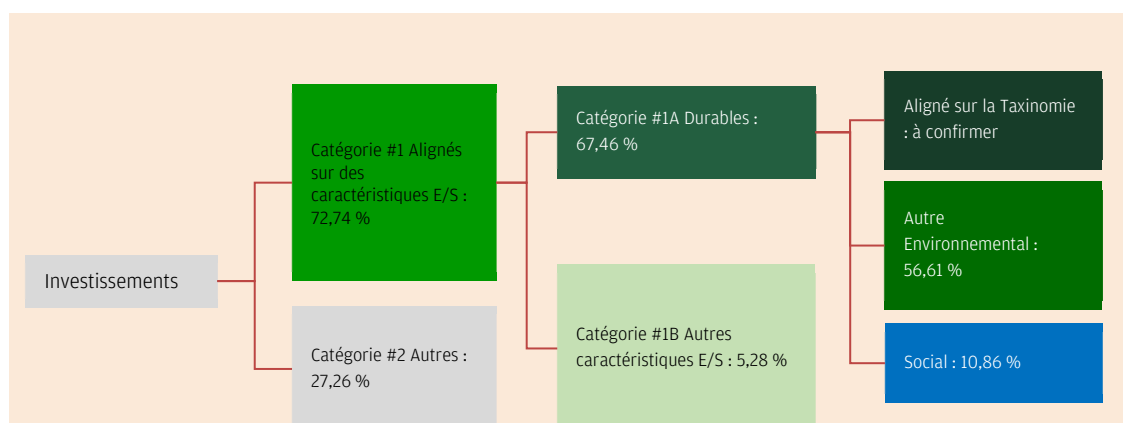 Investissements
Catégorie #1 Alignés
sur des
caractéristiques E/S :
72,74 %
Catégorie #2 Autres :
27,26 %
Catégorie #1A Durables :
67,46 %
Catégorie #1B Autres
caractéristiques E/S : 5,28 %
Aligné sur la Taxinomie
: à confirmer
Autre
Environnemental :
56,61 %
Social : 10,86 %